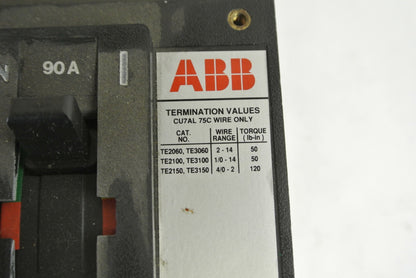 90 A
ABB
TERMINATION VALUES
CU7AL 75C WIRE ONLY
CAT. NO. WIRE RANGE TORQUE (lb-in)
TE2060, TE3060 2 - 14 50
TE2100, TE3100 1/0 - 14 50
TE2150, TE3150 4/0 - 2 120